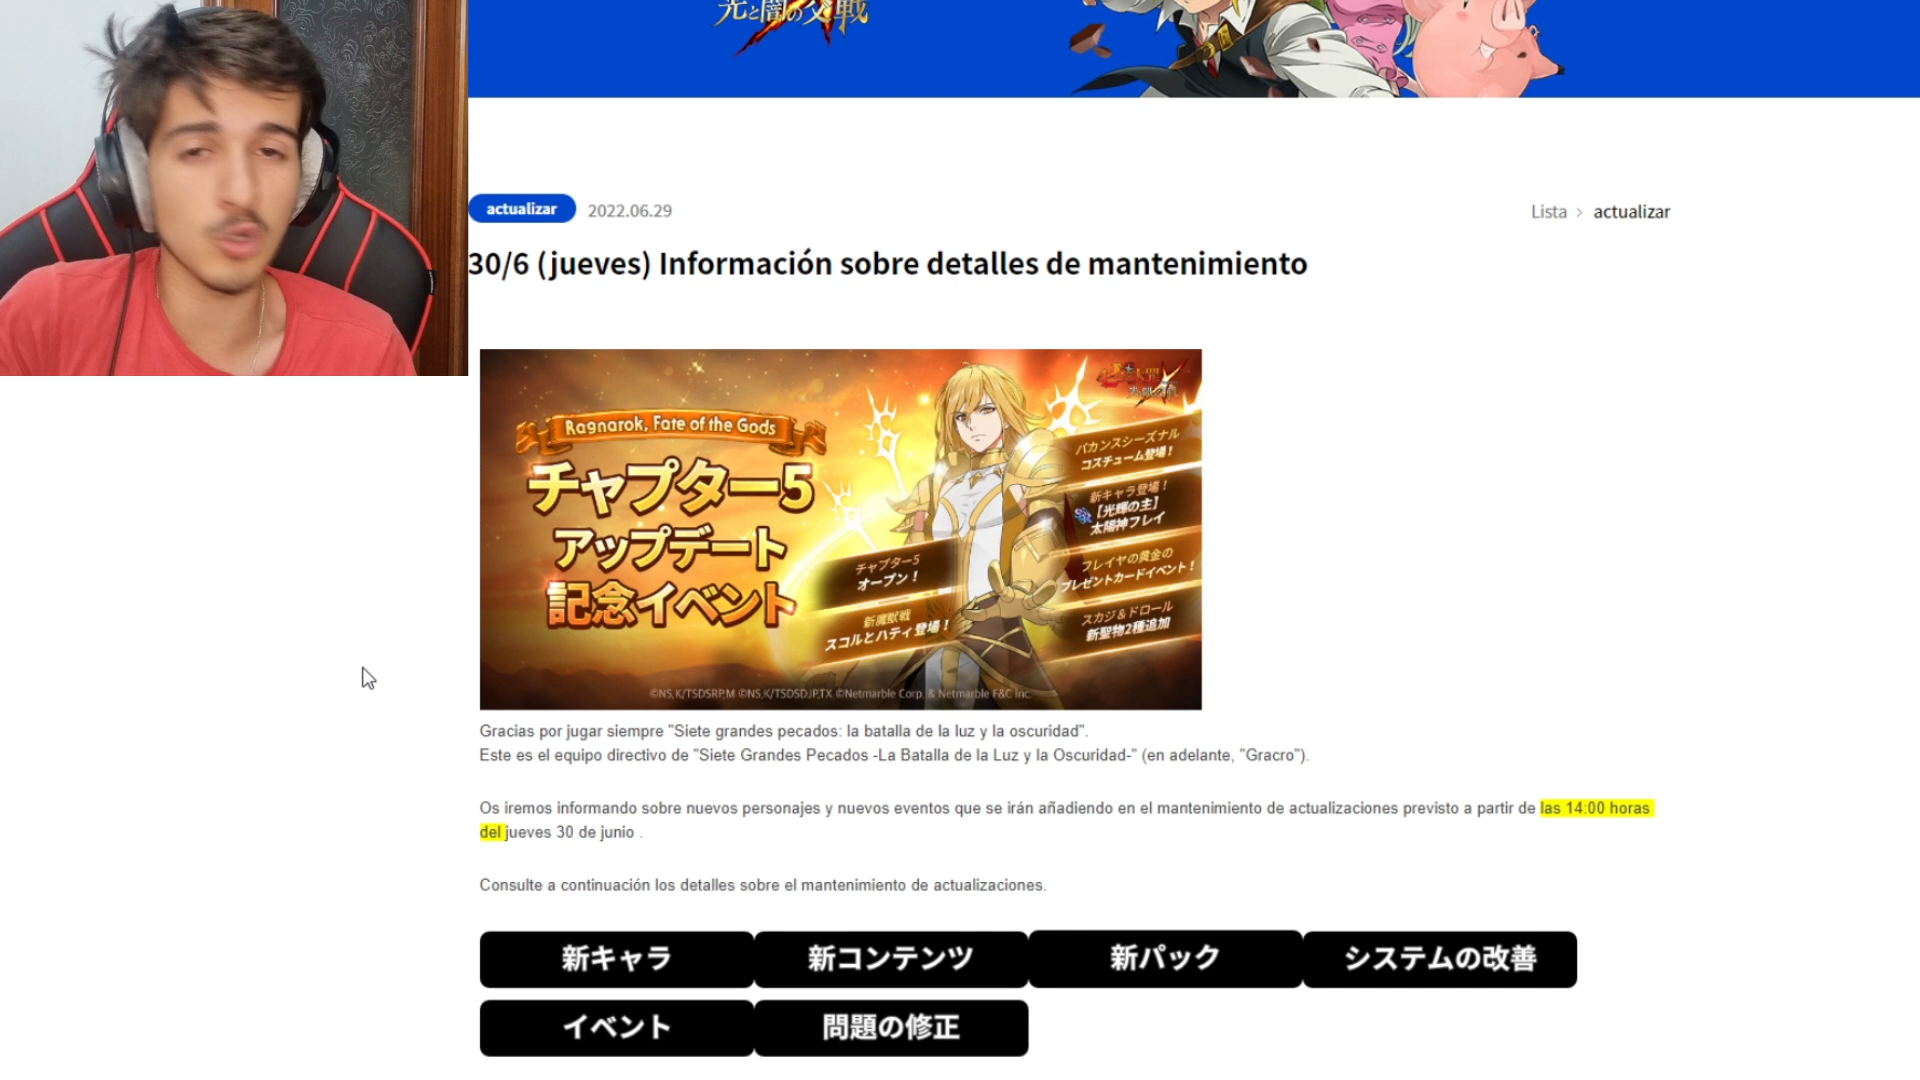 光と闇の交戦
actualizar
2022.06.29
Lista > actualizar
30/6 (jueves) Información sobre detalles de mantenimiento
Ragnarok, Fate of the Gods
チャプター5
アップデート
記念イベント
チャプター5
オープン!
新魔獣戦
スコルとハティ登場!
バカンスシーズナル
コスチューム登場!
新キャラ登場!
【光輝の主】
太陽神フレイ
フレイヤの黄金の
プレゼントカードイベント!
スカジ&ドロール
新聖物2種追加
©NS,K/TSDSRP,M ©NS,K/TSDSDJP,TX ©Netmarble Corp. & Netmarble F&C Inc.
Gracias por jugar siempre "Siete grandes pecados: la batalla de la luz y la oscuridad".
Este es el equipo directivo de "Siete Grandes Pecados -La Batalla de la Luz y la Oscuridad-" (en adelante, "Gracro").
Os iremos informando sobre nuevos personajes y nuevos eventos que se irán añadiendo en el mantenimiento de actualizaciones previsto a partir de las 14:00 horas
del jueves 30 de junio .
Consulte a continuación los detalles sobre el mantenimiento de actualizaciones.
新キャラ
新コンテンツ
新パック
システムの改善
イベント
問題の修正